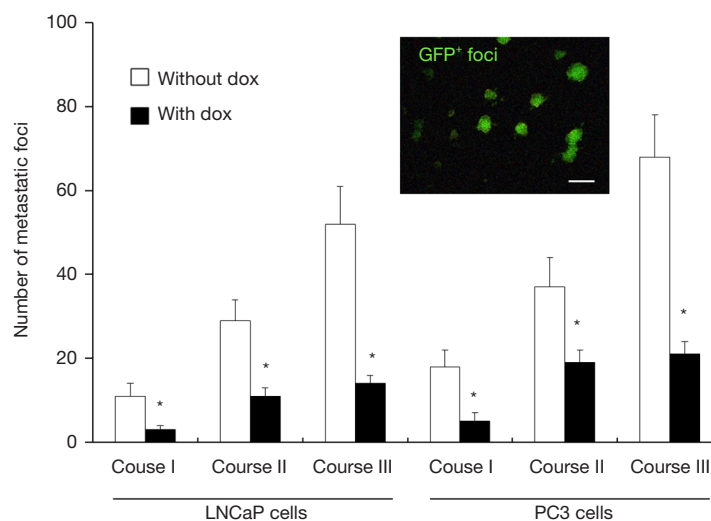 100
80
60
40
20
0
Number of metastatic foci
Without dox
With dox
GFP⁺ foci
* * * * * *
Couse I Course II Course III Couse I Course II Course III
LNCaP cells PC3 cells